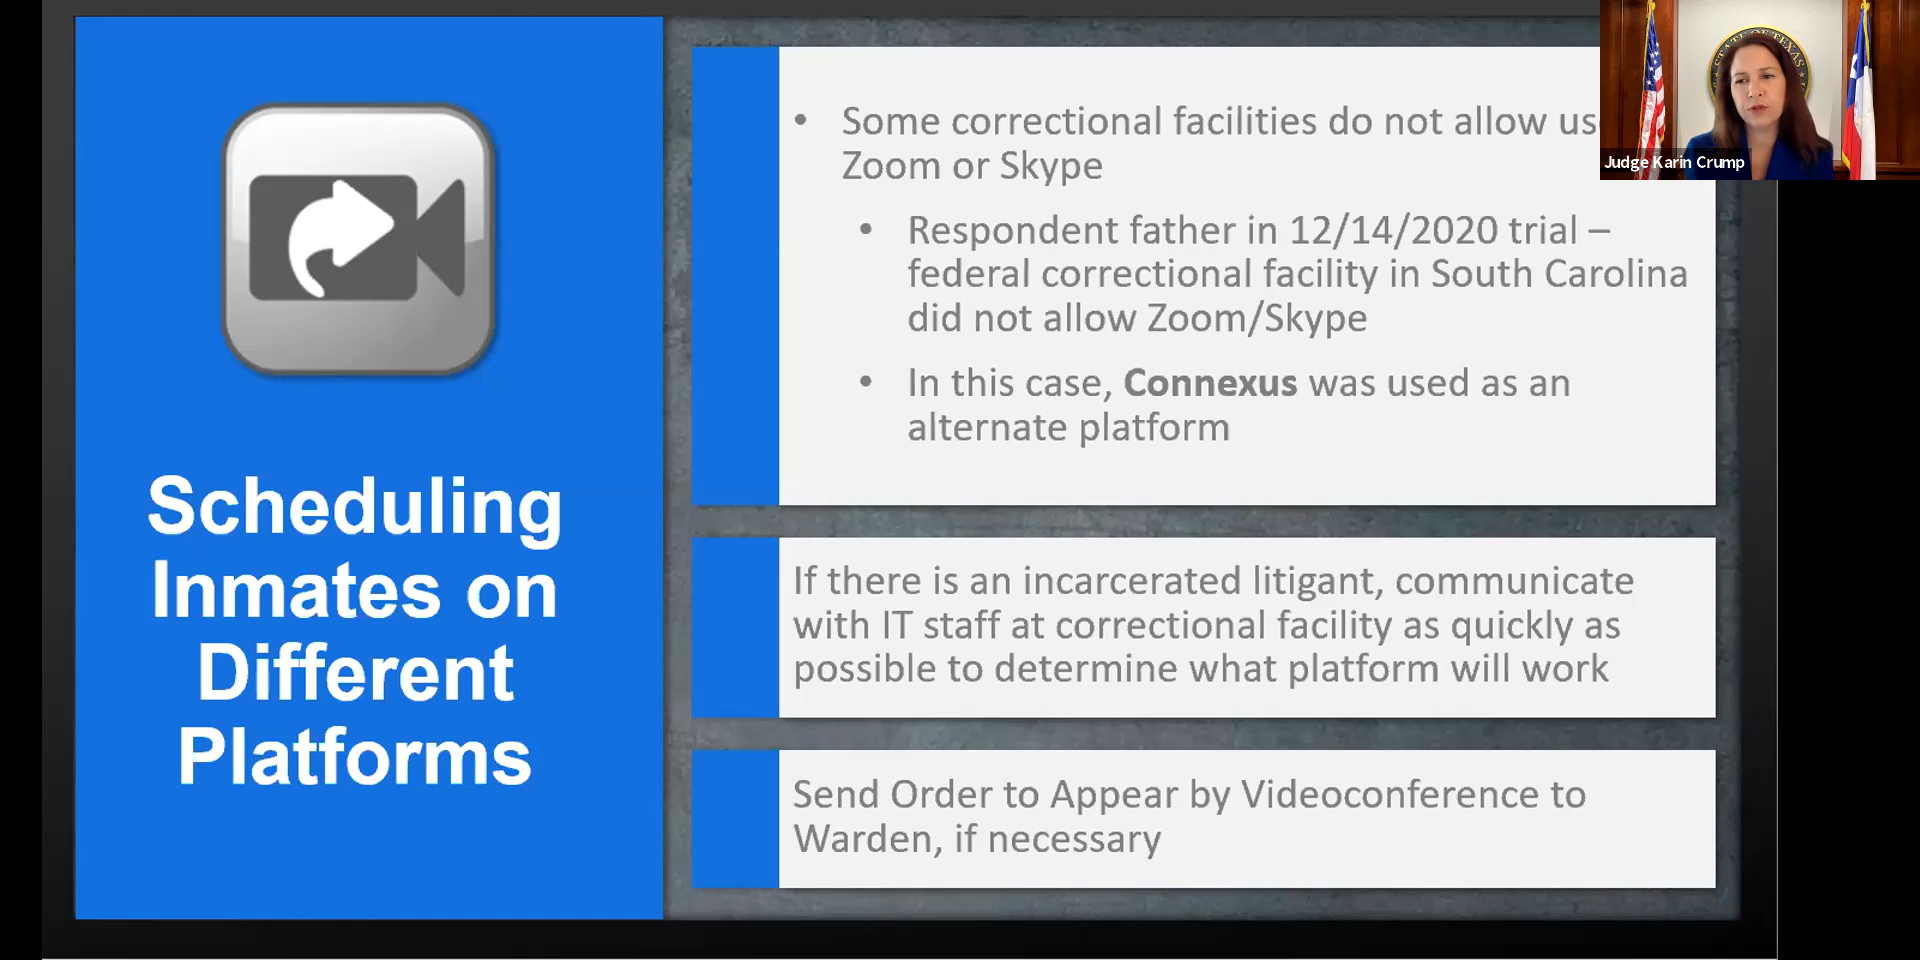 Scheduling
Inmates on
Different
Platforms
• Some correctional facilities do not allow
Zoom or Skype
• Respondent father in 12/14/2020 trial –
federal correctional facility in South Carolina
did not allow Zoom/Skype
• In this case, Connexus was used as an
alternate platform
If there is an incarcerated litigant, communicate
with IT staff at correctional facility as quickly as
possible to determine what platform will work
Send Order to Appear by Videoconference to
Warden, if necessary
STATE OF TEXAS
Judge Karin Crump